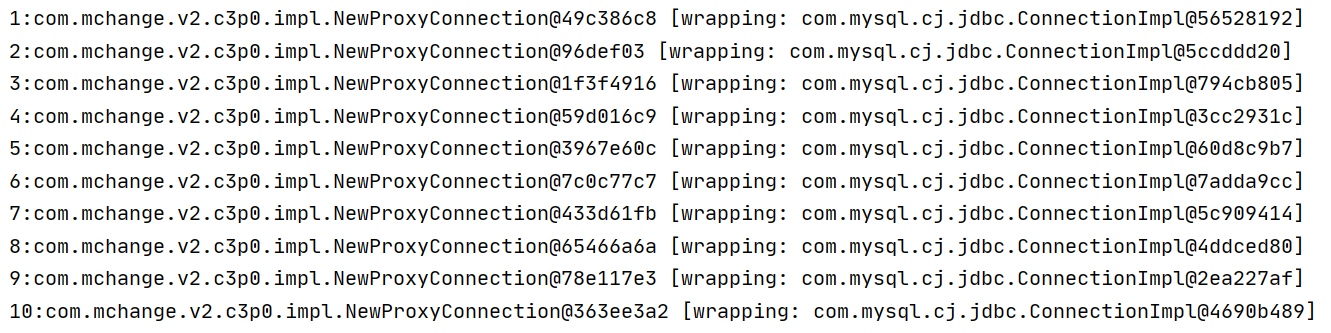 1:com.mchange.v2.c3p0.impl.NewProxyConnection@49c386c8 [wrapping: com.mysql.cj.jdbc.ConnectionImpl@56528192]
2:com.mchange.v2.c3p0.impl.NewProxyConnection@96def03 [wrapping: com.mysql.cj.jdbc.ConnectionImpl@5ccddd20]
3:com.mchange.v2.c3p0.impl.NewProxyConnection@1f3f4916 [wrapping: com.mysql.cj.jdbc.ConnectionImpl@794cb805]
4:com.mchange.v2.c3p0.impl.NewProxyConnection@59d016c9 [wrapping: com.mysql.cj.jdbc.ConnectionImpl@3cc2931c]
5:com.mchange.v2.c3p0.impl.NewProxyConnection@3967e60c [wrapping: com.mysql.cj.jdbc.ConnectionImpl@60d8c9b7]
6:com.mchange.v2.c3p0.impl.NewProxyConnection@7c0c77c7 [wrapping: com.mysql.cj.jdbc.ConnectionImpl@7adda9cc]
7:com.mchange.v2.c3p0.impl.NewProxyConnection@433d61fb [wrapping: com.mysql.cj.jdbc.ConnectionImpl@5c909414]
8:com.mchange.v2.c3p0.impl.NewProxyConnection@65466a6a [wrapping: com.mysql.cj.jdbc.ConnectionImpl@4ddced80]
9:com.mchange.v2.c3p0.impl.NewProxyConnection@78e117e3 [wrapping: com.mysql.cj.jdbc.ConnectionImpl@2ea227af]
10:com.mchange.v2.c3p0.impl.NewProxyConnection@363ee3a2 [wrapping: com.mysql.cj.jdbc.ConnectionImpl@4690b489]